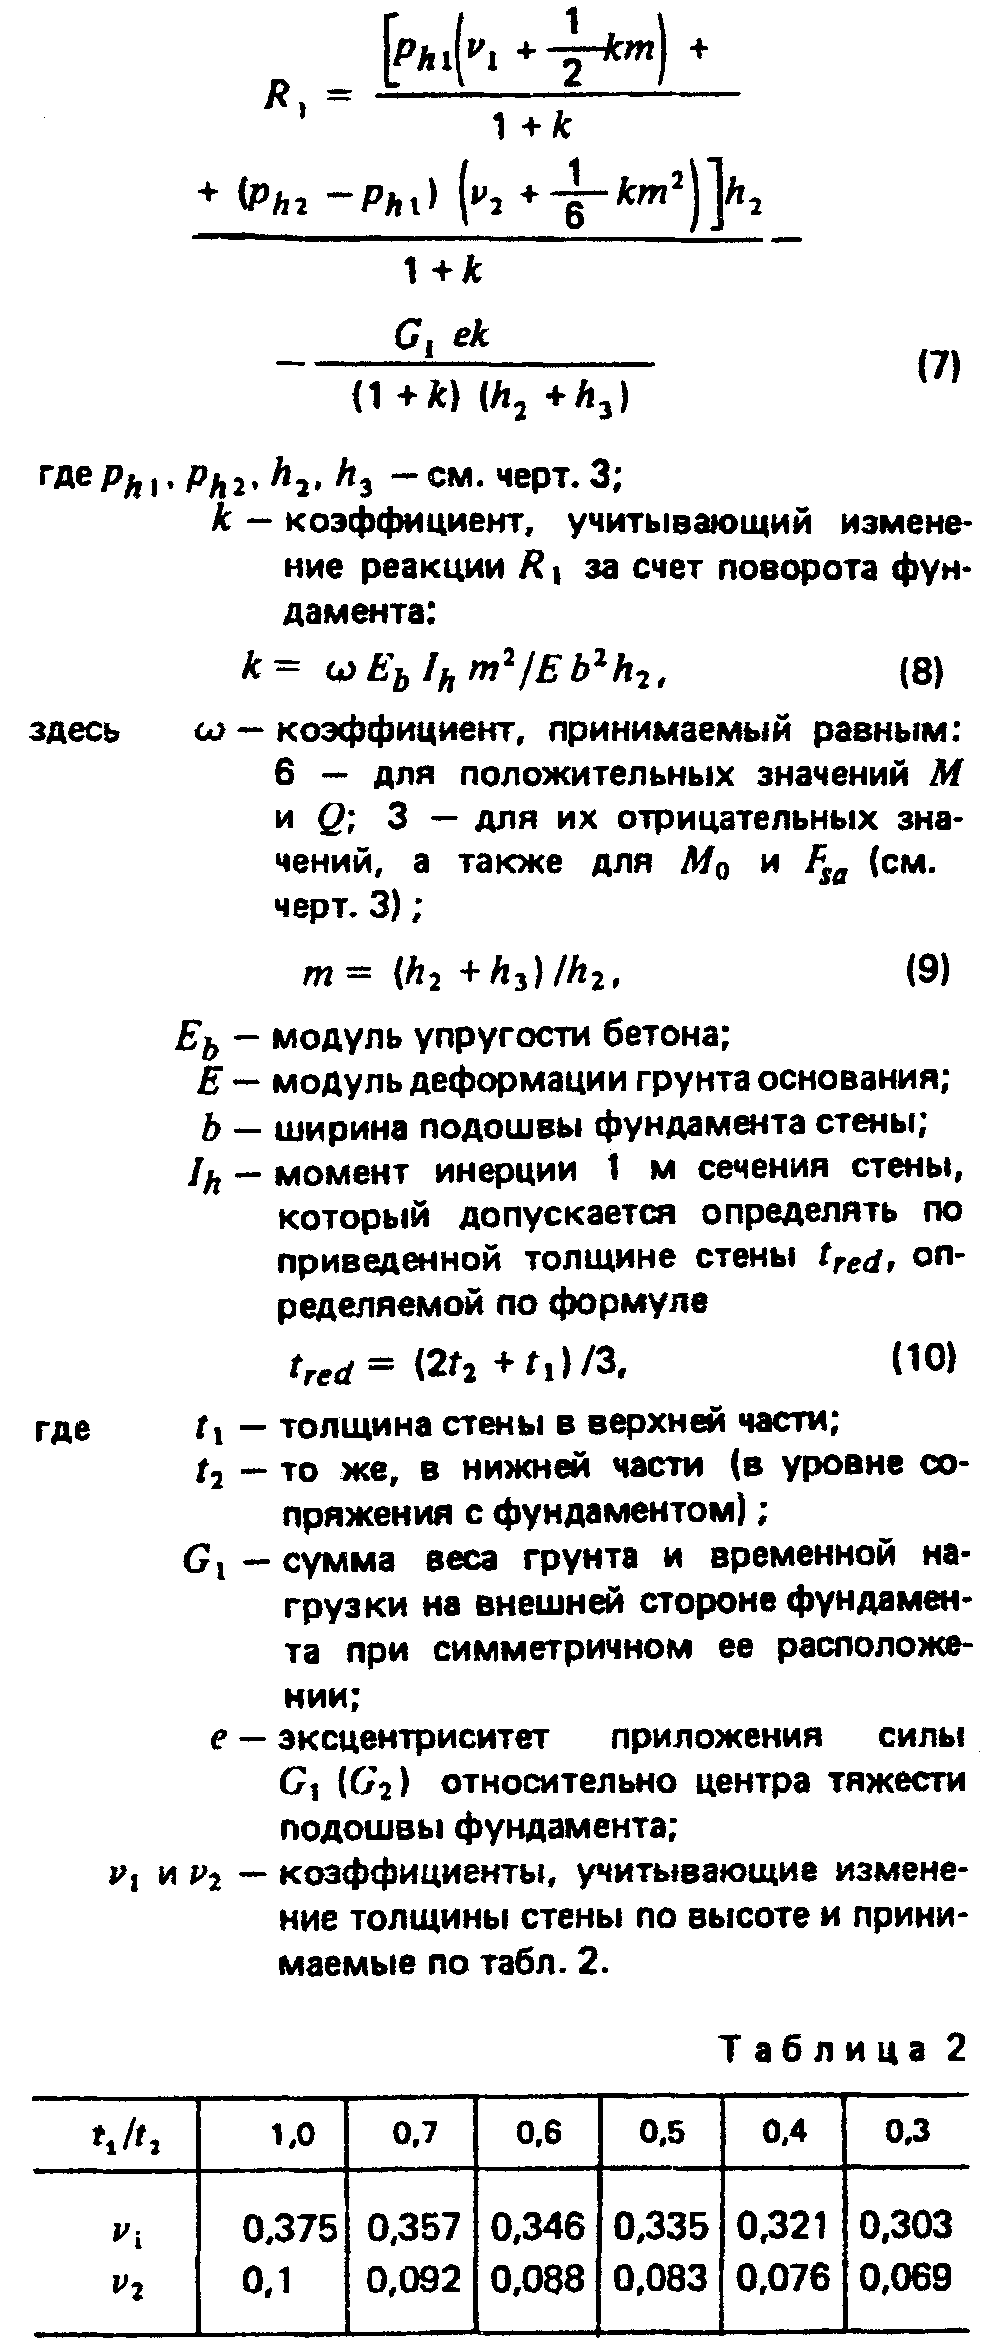 R₁ = [p_h1(ν₁ + 1/2 km) +
1 + k
+ (p_h2 − p_h1) (ν₂ + 1/6 km²)]h₂ −
1 + k
− G₁ ek / (1 + k) (h₂ + h₃) (7)
где p_h1, p_h2, h₂, h₃ — см. черт. 3;
k — коэффициент, учитывающий измене-
ние реакции R₁ за счет поворота фун-
дамента:
k = ω E_b I_h m²/E b²h₂, (8)
здесь ω — коэффициент, принимаемый равным:
6 — для положительных значений M
и Q; 3 — для их отрицательных зна-
чений, а также для M₀ и F_sa (см.
черт. 3) ;
m = (h₂ + h₃)/h₂, (9)
E_b — модуль упругости бетона;
E — модуль деформации грунта основания;
b — ширина подошвы фундамента стены;
I_h — момент инерции 1 м сечения стены,
который допускается определять по
приведенной толщине стены t_red, оп-
ределяемой по формуле
t_red = (2t₂ + t₁)/3, (10)
где t₁ — толщина стены в верхней части;
t₂ — то же, в нижней части (в уровне со-
пряжения с фундаментом) ;
G₁ — сумма веса грунта и временной на-
грузки на внешней стороне фундамен-
та при симметричном ее расположе-
нии;
e — эксцентриситет приложения силы
G₁ (G₂) относительно центра тяжести
подошвы фундамента;
ν₁ и ν₂ — коэффициенты, учитывающие измене-
ние толщины стены по высоте и прини-
маемые по табл. 2.
Таблица 2
t₁/t₂ 1,0 0,7 0,6 0,5 0,4 0,3
ν₁ 0,375 0,357 0,346 0,335 0,321 0,303
ν₂ 0,1 0,092 0,088 0,083 0,076 0,069